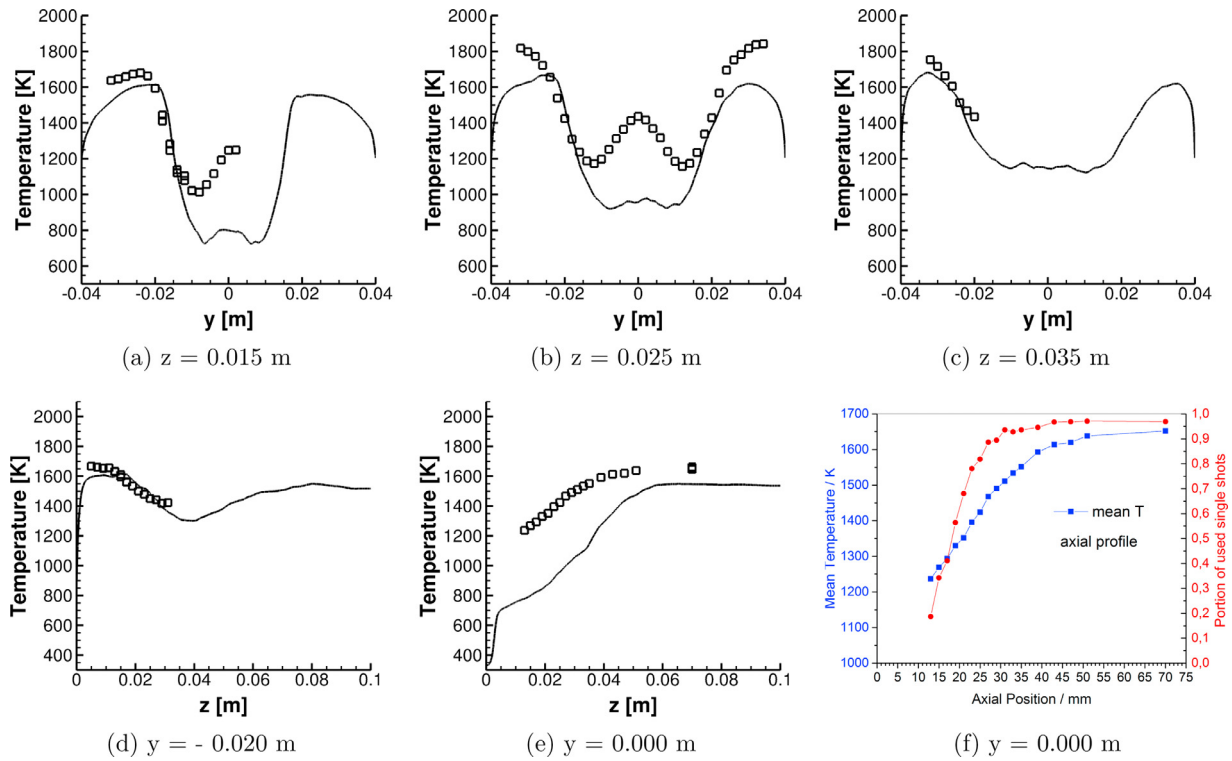 2000
1800
1600
1400
1200
1000
800
600
Temperature [K]
-0.04 -0.02 0 0.02 0.04
y [m]
(a) z = 0.015 m
2000
1800
1600
1400
1200
1000
800
600
Temperature [K]
-0.04 -0.02 0 0.02 0.04
y [m]
(b) z = 0.025 m
2000
1800
1600
1400
1200
1000
800
600
Temperature [K]
-0.04 -0.02 0 0.02 0.04
y [m]
(c) z = 0.035 m
2000
1800
1600
1400
1200
1000
800
600
400
Temperature [K]
0 0.02 0.04 0.06 0.08 0.1
z [m]
(d) y = - 0.020 m
2000
1800
1600
1400
1200
1000
800
600
400
Temperature [K]
0 0.02 0.04 0.06 0.08 0.1
z [m]
(e) y = 0.000 m
1700
1600
1500
1400
1300
1200
1100
1000
Mean Temperature / K
mean T
axial profile
1,0
0,9
0,8
0,7
0,6
0,5
0,4
0,3
0,2
0,1
0,0
Portion of used single shots
0 5 10 15 20 25 30 35 40 45 50 55 60 65 70 75
Axial Position / mm
(f) y = 0.000 m